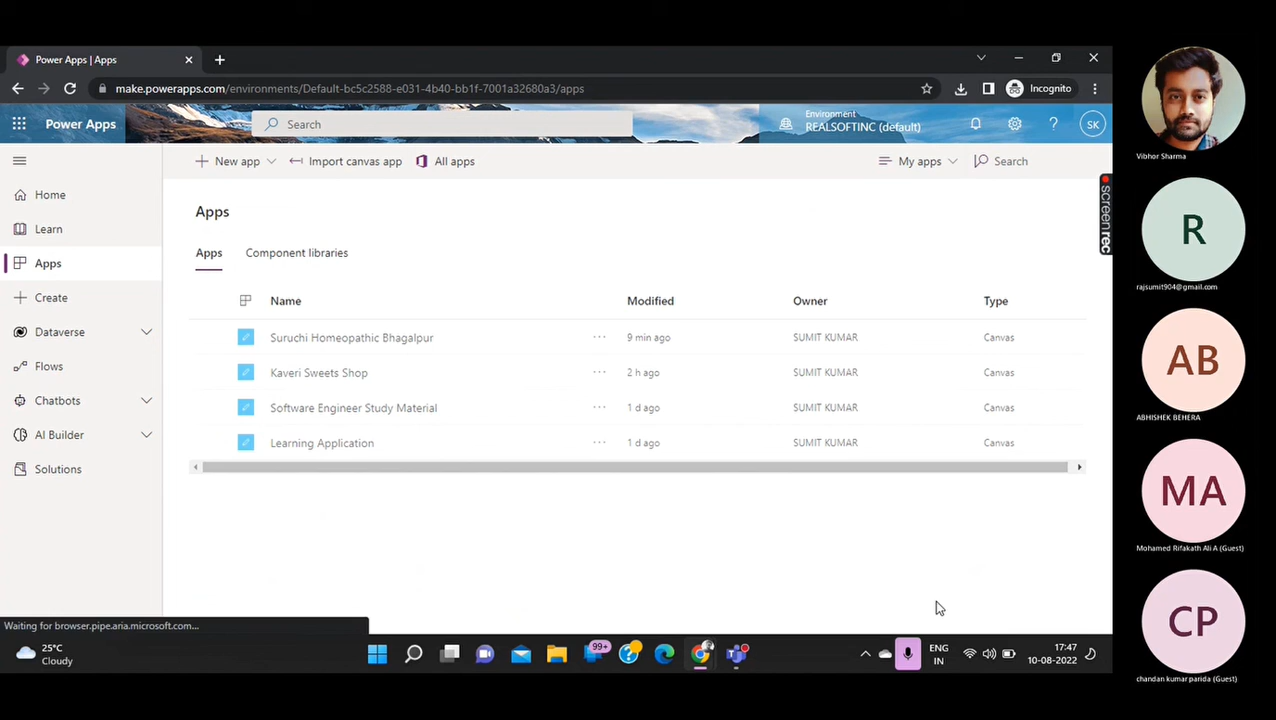 Power Apps | Apps
make.powerapps.com/environments/Default-bc5c2588-e031-4b40-bb1f-7001a32680a3/apps
Incognito
Power Apps
Search
Environment
REALSOFTINC (default)
SK
New app
Import canvas app
All apps
My apps
Search
Home
Learn
Apps
Create
Dataverse
Flows
Chatbots
AI Builder
Solutions
Apps
Apps
Component libraries
Name Modified Owner Type
Suruchi Homeopathic Bhagalpur ... 9 min ago SUMIT KUMAR Canvas
Kaveri Sweets Shop ... 2 h ago SUMIT KUMAR Canvas
Software Engineer Study Material ... 1 d ago SUMIT KUMAR Canvas
Learning Application ... 1 d ago SUMIT KUMAR Canvas
Waiting for browser.pipe.aria.microsoft.com...
25°C
Cloudy
99+
ENG
IN
17:47
10-08-2022
screenrec
Vibhor Sharma
R
rajsumit904@gmail.com
AB
ABHISHEK BEHERA
MA
Mohamed Rifakath Ali A (Guest)
CP
chandan kumar parida (Guest)